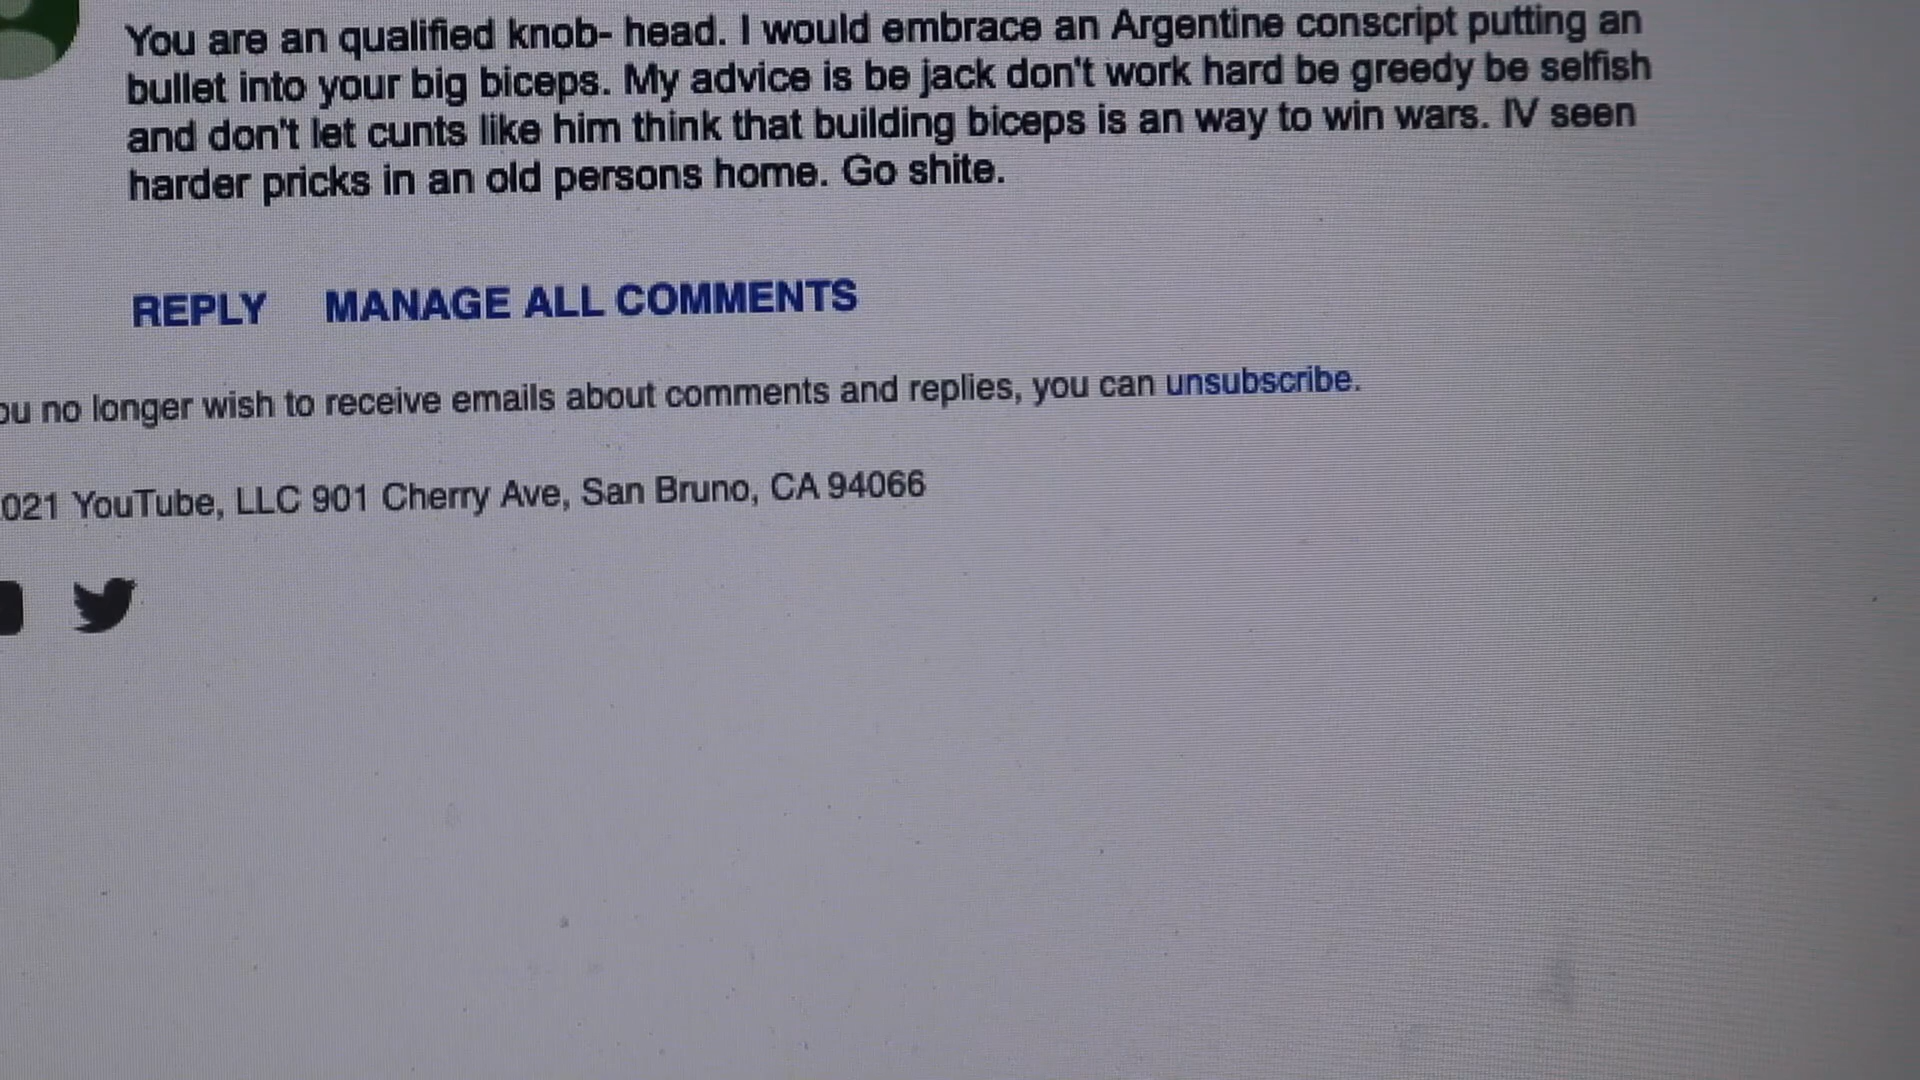 You are an qualified knob- head. I would embrace an Argentine conscript putting an
bullet into your big biceps. My advice is be jack don't work hard be greedy be selfish
and don't let cunts like him think that building biceps is an way to win wars. IV seen
harder pricks in an old persons home. Go shite.
REPLY MANAGE ALL COMMENTS
ou no longer wish to receive emails about comments and replies, you can unsubscribe.
021 YouTube, LLC 901 Cherry Ave, San Bruno, CA 94066